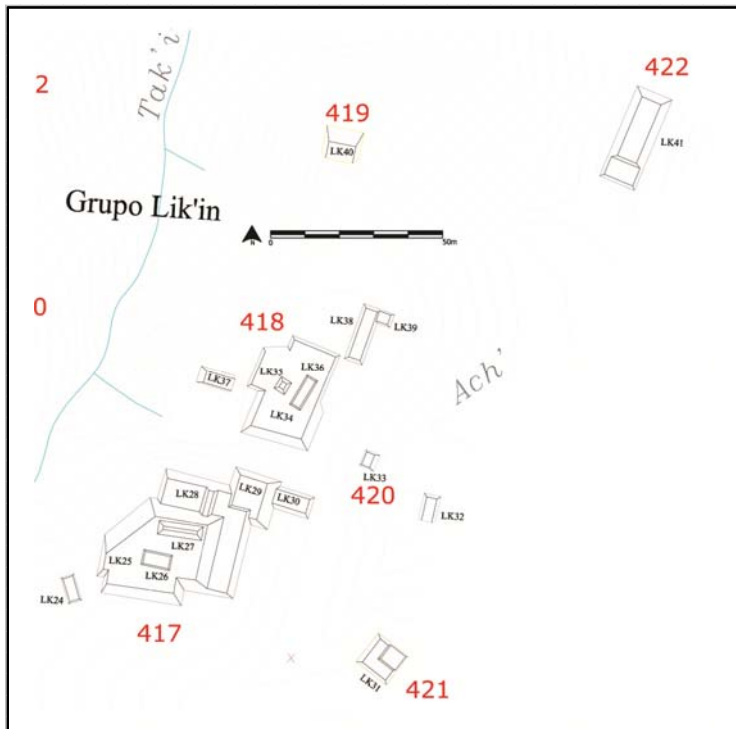 422
Tak'i
2
419
LK40
LK41
Grupo Lik'in
N
0 50m
0
418
LK38
LK39
LK37
LK35
LK36
Ach'
LK34
LK33
420
LK28
LK29
LK30
LK32
LK27
LK25
LK26
LK24
417
LK31
421